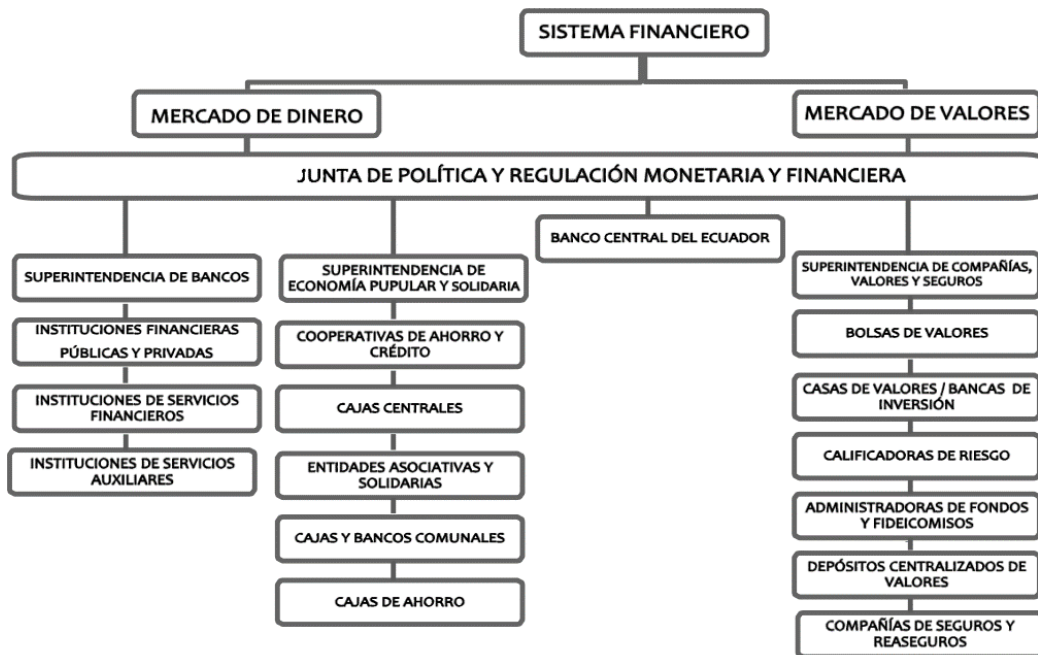 SISTEMA FINANCIERO
MERCADO DE DINERO
MERCADO DE VALORES
JUNTA DE POLÍTICA Y REGULACIÓN MONETARIA Y FINANCIERA
BANCO CENTRAL DEL ECUADOR
SUPERINTENDENCIA DE BANCOS
INSTITUCIONES FINANCIERAS
PÚBLICAS Y PRIVADAS
INSTITUCIONES DE SERVICIOS
FINANCIEROS
INSTITUCIONES DE SERVICIOS
AUXILIARES
SUPERINTENDENCIA DE
ECONOMÍA PUPULAR Y SOLIDARIA
COOPERATIVAS DE AHORRO Y
CRÉDITO
CAJAS CENTRALES
ENTIDADES ASOCIATIVAS Y
SOLIDARIAS
CAJAS Y BANCOS COMUNALES
CAJAS DE AHORRO
SUPERINTENDENCIA DE COMPAÑÍAS,
VALORES Y SEGUROS
BOLSAS DE VALORES
CASAS DE VALORES / BANCAS DE
INVERSIÓN
CALIFICADORAS DE RIESGO
ADMINISTRADORAS DE FONDOS
Y FIDEICOMISOS
DEPÓSITOS CENTRALIZADOS DE
VALORES
COMPAÑÍAS DE SEGUROS Y
REASEGUROS